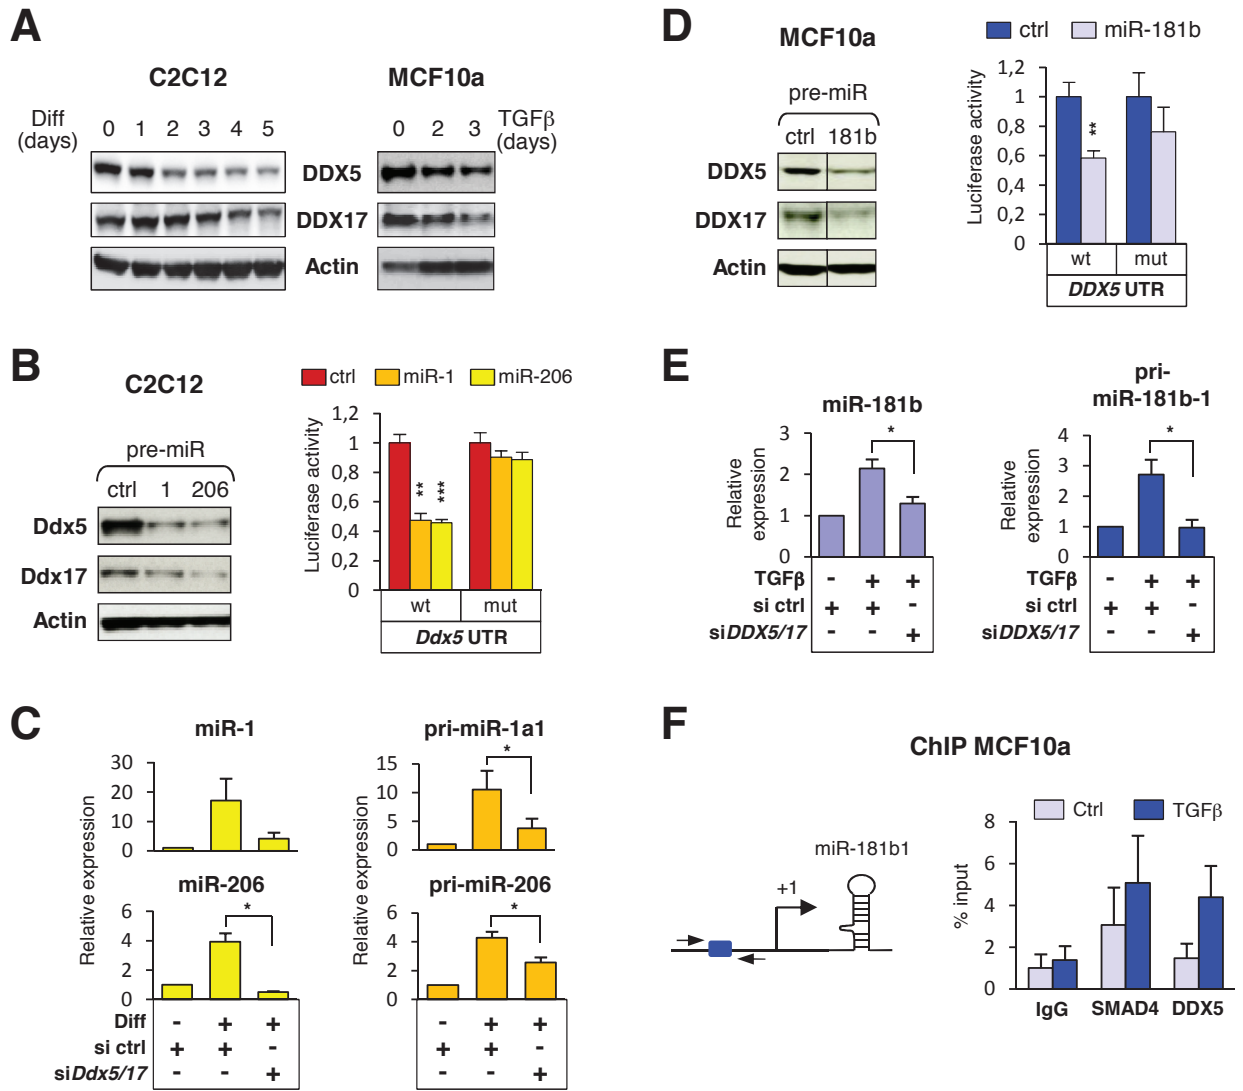 A
C2C12
MCF10a
Diff
(days)
0 1 2 3 4 5
0 2 3
TGFβ
(days)
DDX5
DDX17
Actin
B
C2C12
pre-miR
ctrl 1 206
Ddx5
Ddx17
Actin
ctrl miR-1 miR-206
Luciferase activity
1,2
1
0,8
0,6
0,4
0,2
0
** ***
wt mut
Ddx5 UTR
C
miR-1
pri-miR-1a1
Relative expression
30
20
10
0
Relative expression
15
10
5
0
*
miR-206
pri-miR-206
6
4
2
0
*
6
4
2
0
*
Diff - + + - + +
si ctrl + + - + + -
siDdx5/17 - - + - - +
D
MCF10a
pre-miR
ctrl 181b
DDX5
DDX17
Actin
ctrl miR-181b
Luciferase activity
1,2
1
0,8
0,6
0,4
0,2
0
**
wt mut
DDX5 UTR
E
miR-181b
pri-
miR-181b-1
Relative
expression
3
2
1
0
*
Relative
expression
4
3
2
1
0
*
TGFβ - + +
si ctrl + + -
siDDX5/17 - - +
TGFβ - + +
si ctrl + + -
siDDX5/17 - - +
F
ChIP MCF10a
miR-181b1
+1
Ctrl TGFβ
% input
8
6
4
2
0
IgG SMAD4 DDX5